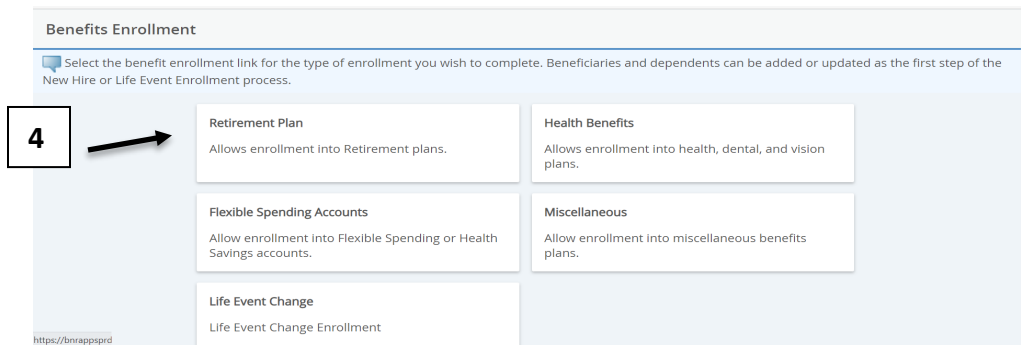 Benefits Enrollment
Select the benefit enrollment link for the type of enrollment you wish to complete. Beneficiaries and dependents can be added or updated as the first step of the
New Hire or Life Event Enrollment process.
4
Retirement Plan
Allows enrollment into Retirement plans.
Health Benefits
Allows enrollment into health, dental, and vision
plans.
Flexible Spending Accounts
Allow enrollment into Flexible Spending or Health
Savings accounts.
Miscellaneous
Allow enrollment into miscellaneous benefits
plans.
Life Event Change
Life Event Change Enrollment
https://bnrappsprd